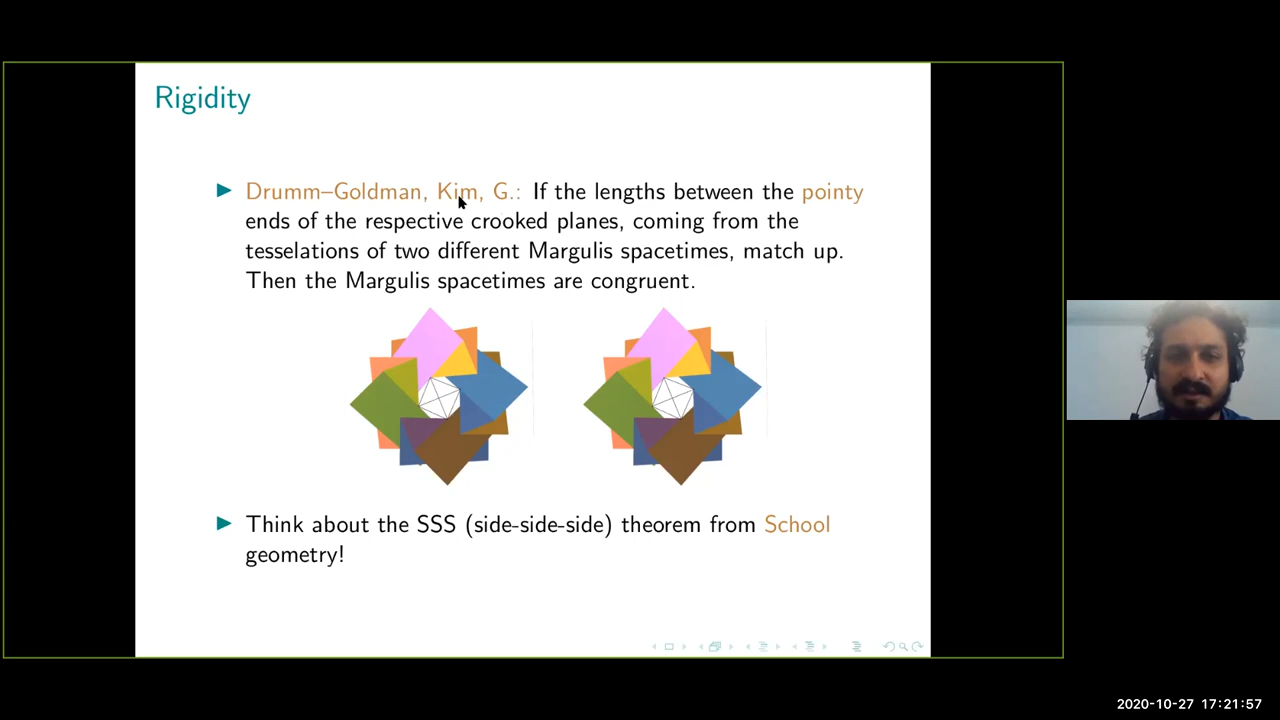 Rigidity
Drumm–Goldman, Kim, G.: If the lengths between the pointy
ends of the respective crooked planes, coming from the
tesselations of two different Margulis spacetimes, match up.
Then the Margulis spacetimes are congruent.
Think about the SSS (side-side-side) theorem from School
geometry!
2020-10-27 17:21:57